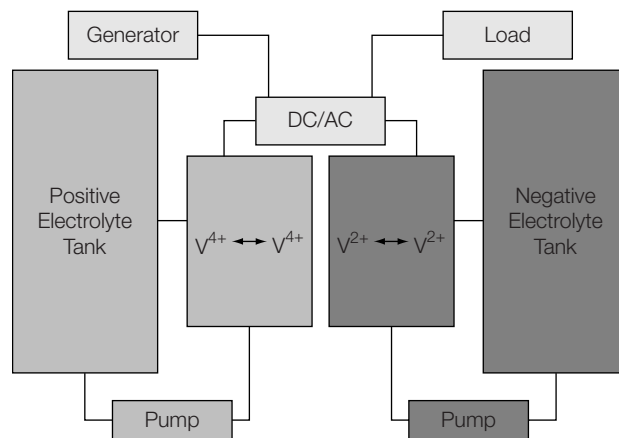 Generator
Load
DC/AC
Positive
Electrolyte
Tank
V⁴⁺ ↔ V⁴⁺
V²⁺ ↔ V²⁺
Negative
Electrolyte
Tank
Pump
Pump